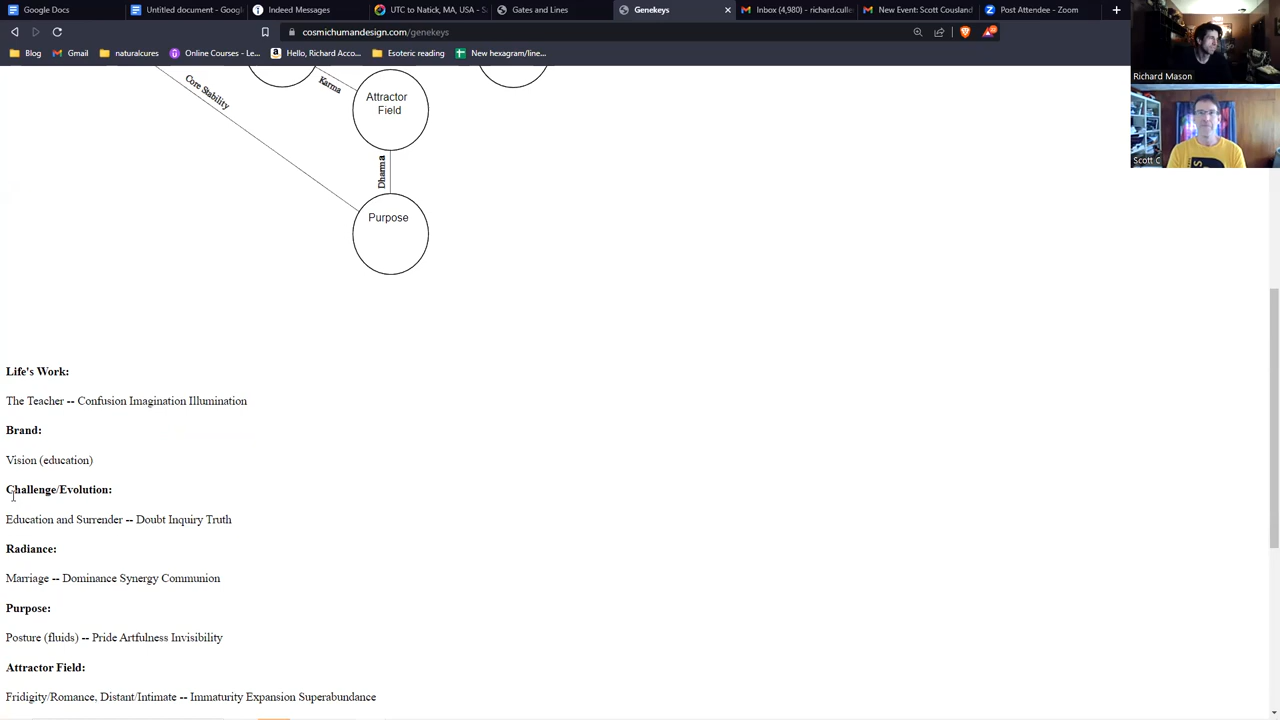 Google Docs
Untitled document - Googl
Indeed Messages
UTC to Natick, MA, USA - S
Gates and Lines
Genekeys
Inbox (4,980) - richard.culle
New Event: Scott Cousland
Post Attendee - Zoom
cosmichumandesign.com/genekeys
Blog
Gmail
naturalcures
Online Courses - Le...
Hello, Richard Acco...
Esoteric reading
New hexagram/line...
Richard Mason
Scott C
Core Stability
Karma
Attractor
Field
Dharma
Purpose
Life's Work:
The Teacher -- Confusion Imagination Illumination
Brand:
Vision (education)
Challenge/Evolution:
Education and Surrender -- Doubt Inquiry Truth
Radiance:
Marriage -- Dominance Synergy Communion
Purpose:
Posture (fluids) -- Pride Artfulness Invisibility
Attractor Field:
Fridigity/Romance, Distant/Intimate -- Immaturity Expansion Superabundance